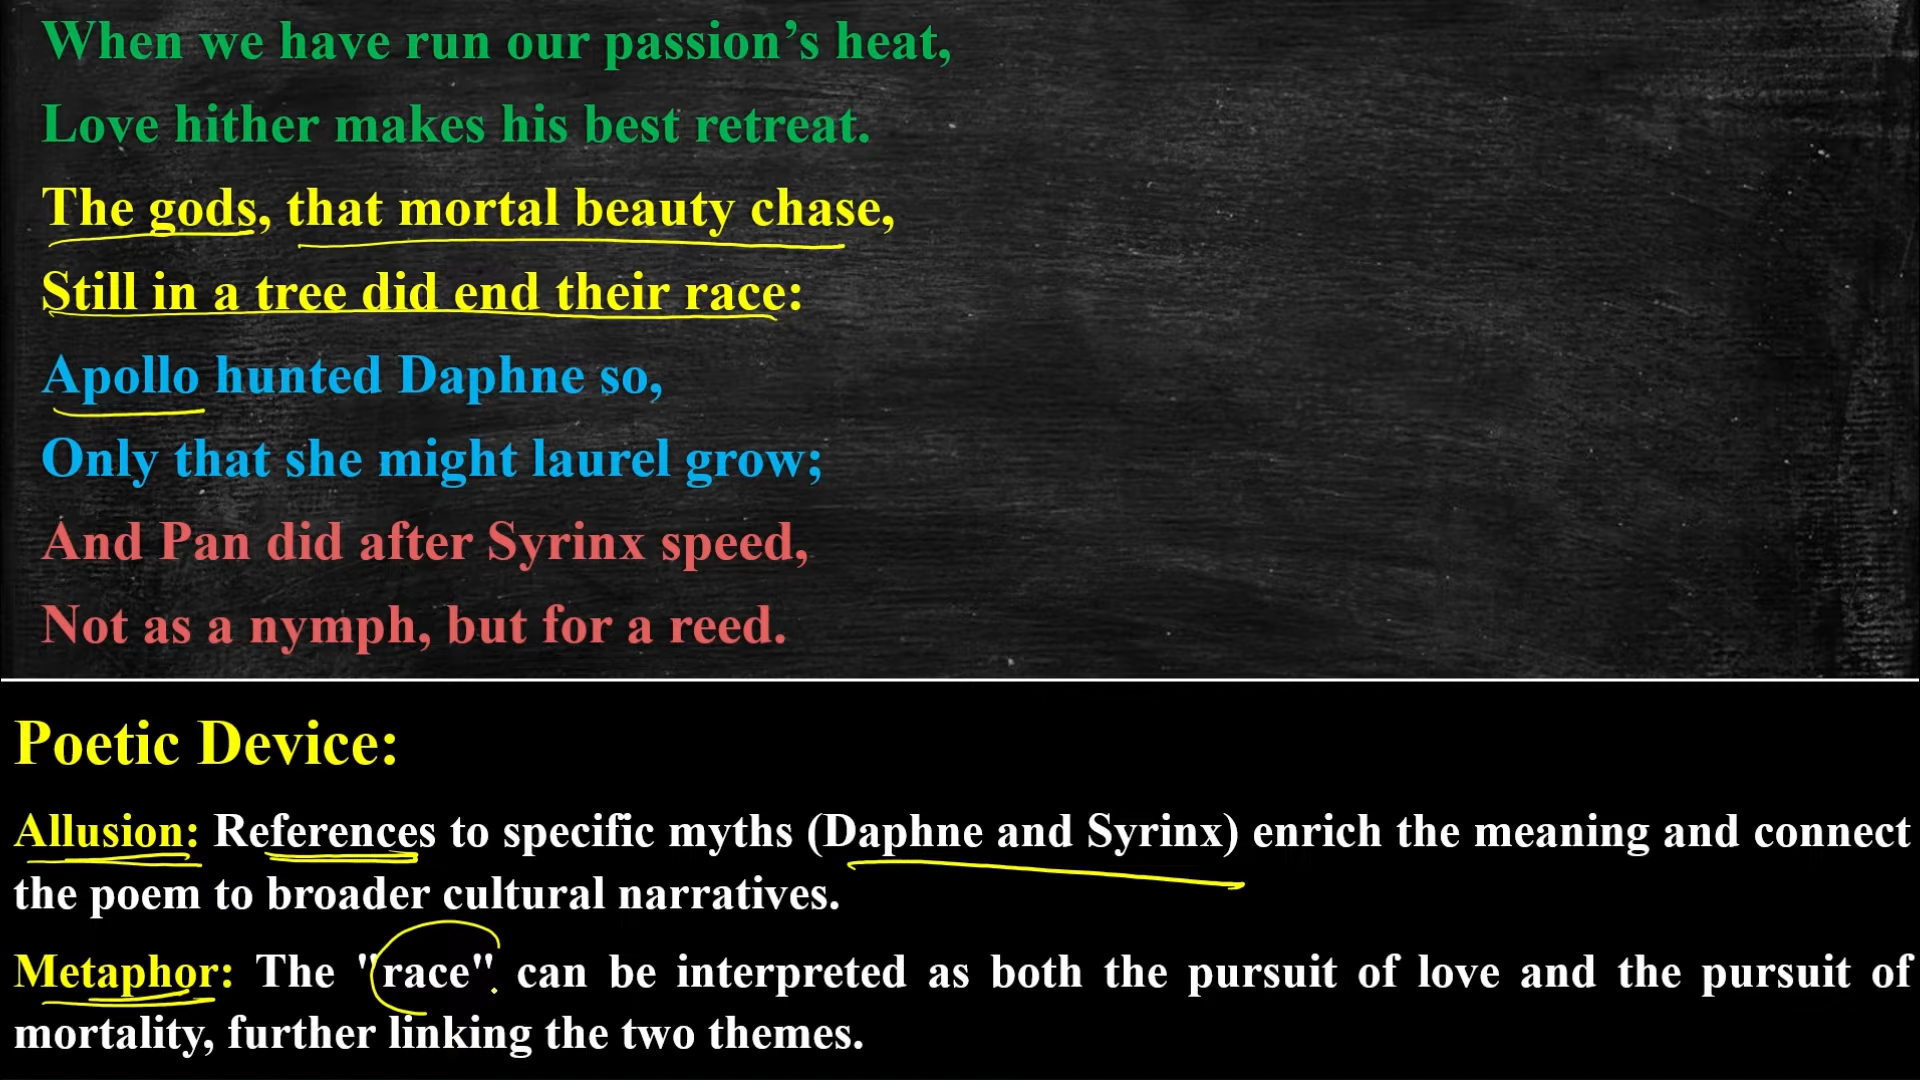 When we have run our passion’s heat,
Love hither makes his best retreat.
The gods, that mortal beauty chase,
Still in a tree did end their race:
Apollo hunted Daphne so,
Only that she might laurel grow;
And Pan did after Syrinx speed,
Not as a nymph, but for a reed.
Poetic Device:
Allusion: References to specific myths (Daphne and Syrinx) enrich the meaning and connect
the poem to broader cultural narratives.
Metaphor: The "race" can be interpreted as both the pursuit of love and the pursuit of
mortality, further linking the two themes.